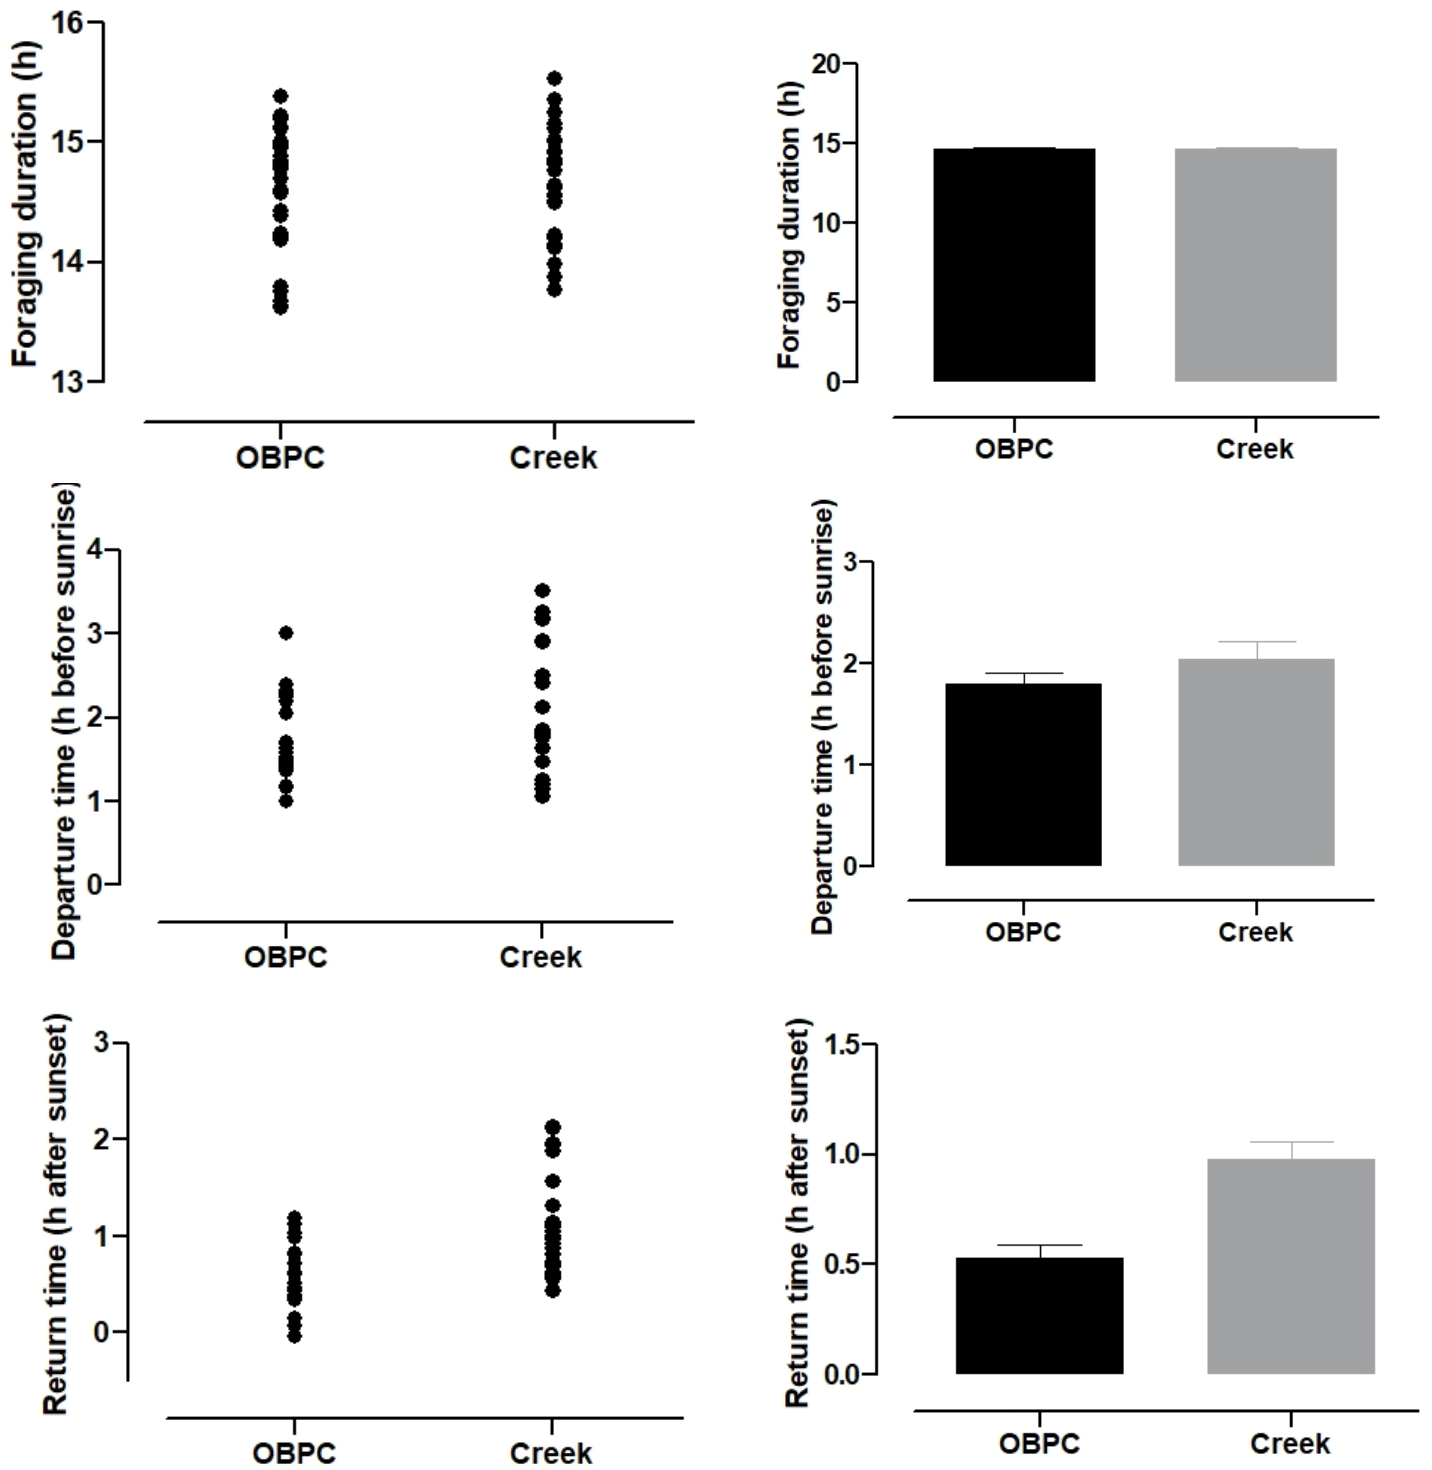 Foraging duration (h)
16
15
14
13
OBPC Creek
Foraging duration (h)
20
15
10
5
0
OBPC Creek
Departure time (h before sunrise)
4
3
2
1
0
OBPC Creek
Departure time (h before sunrise)
3
2
1
0
OBPC Creek
Return time (h after sunset)
3
2
1
0
OBPC Creek
Return time (h after sunset)
1.5
1.0
0.5
0.0
OBPC Creek